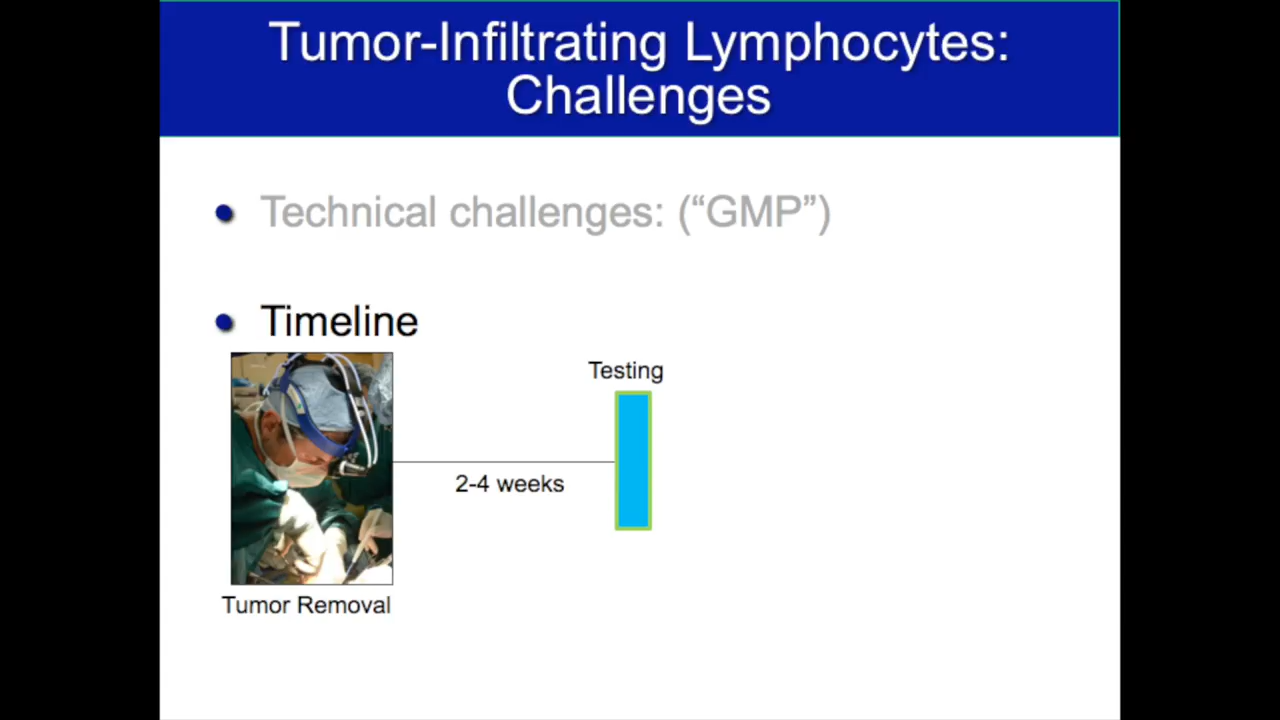 Tumor-Infiltrating Lymphocytes:
Challenges
Technical challenges: (“GMP”)
Timeline
Testing
2-4 weeks
Tumor Removal